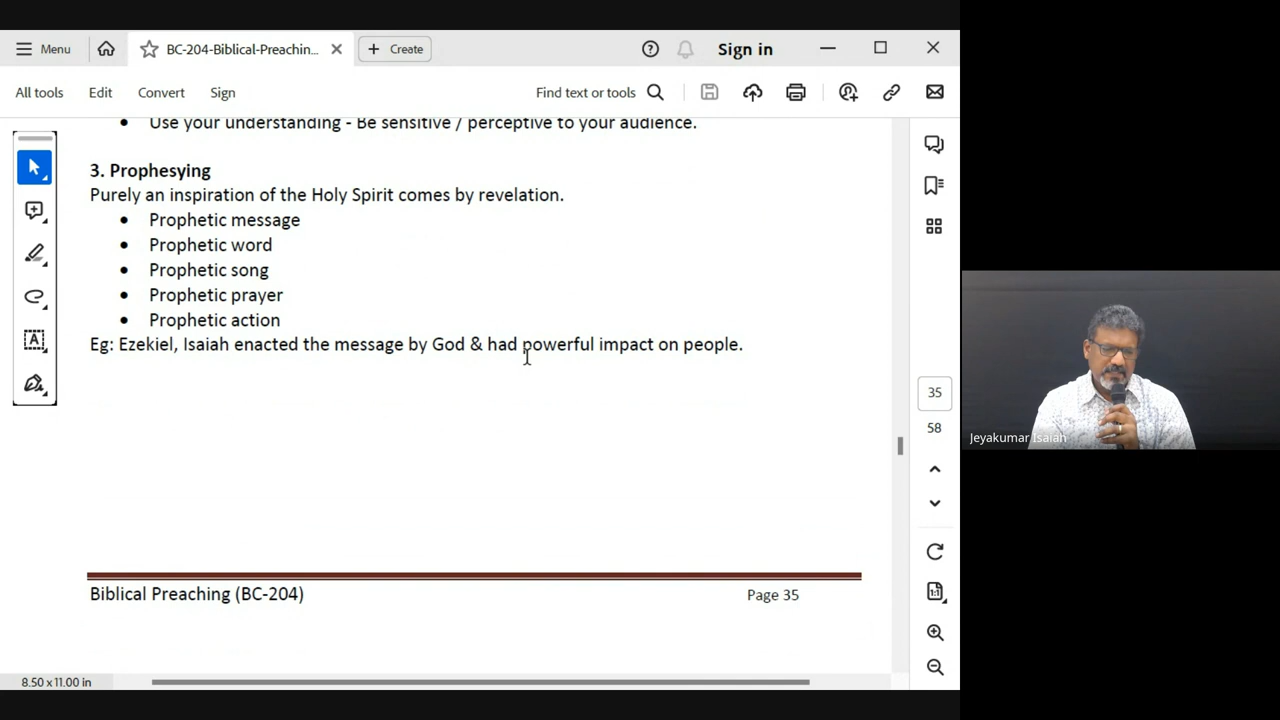 Menu
BC-204-Biblical-Preachin...
Create
Sign in
All tools
Edit
Convert
Sign
Find text or tools
• Use your understanding - Be sensitive / perceptive to your audience.
3. Prophesying
Purely an inspiration of the Holy Spirit comes by revelation.
• Prophetic message
• Prophetic word
• Prophetic song
• Prophetic prayer
• Prophetic action
Eg: Ezekiel, Isaiah enacted the message by God & had powerful impact on people.
Biblical Preaching (BC-204)
Page 35
35
58
1:1
8.50 x 11.00 in
Jeyakumar Isaiah